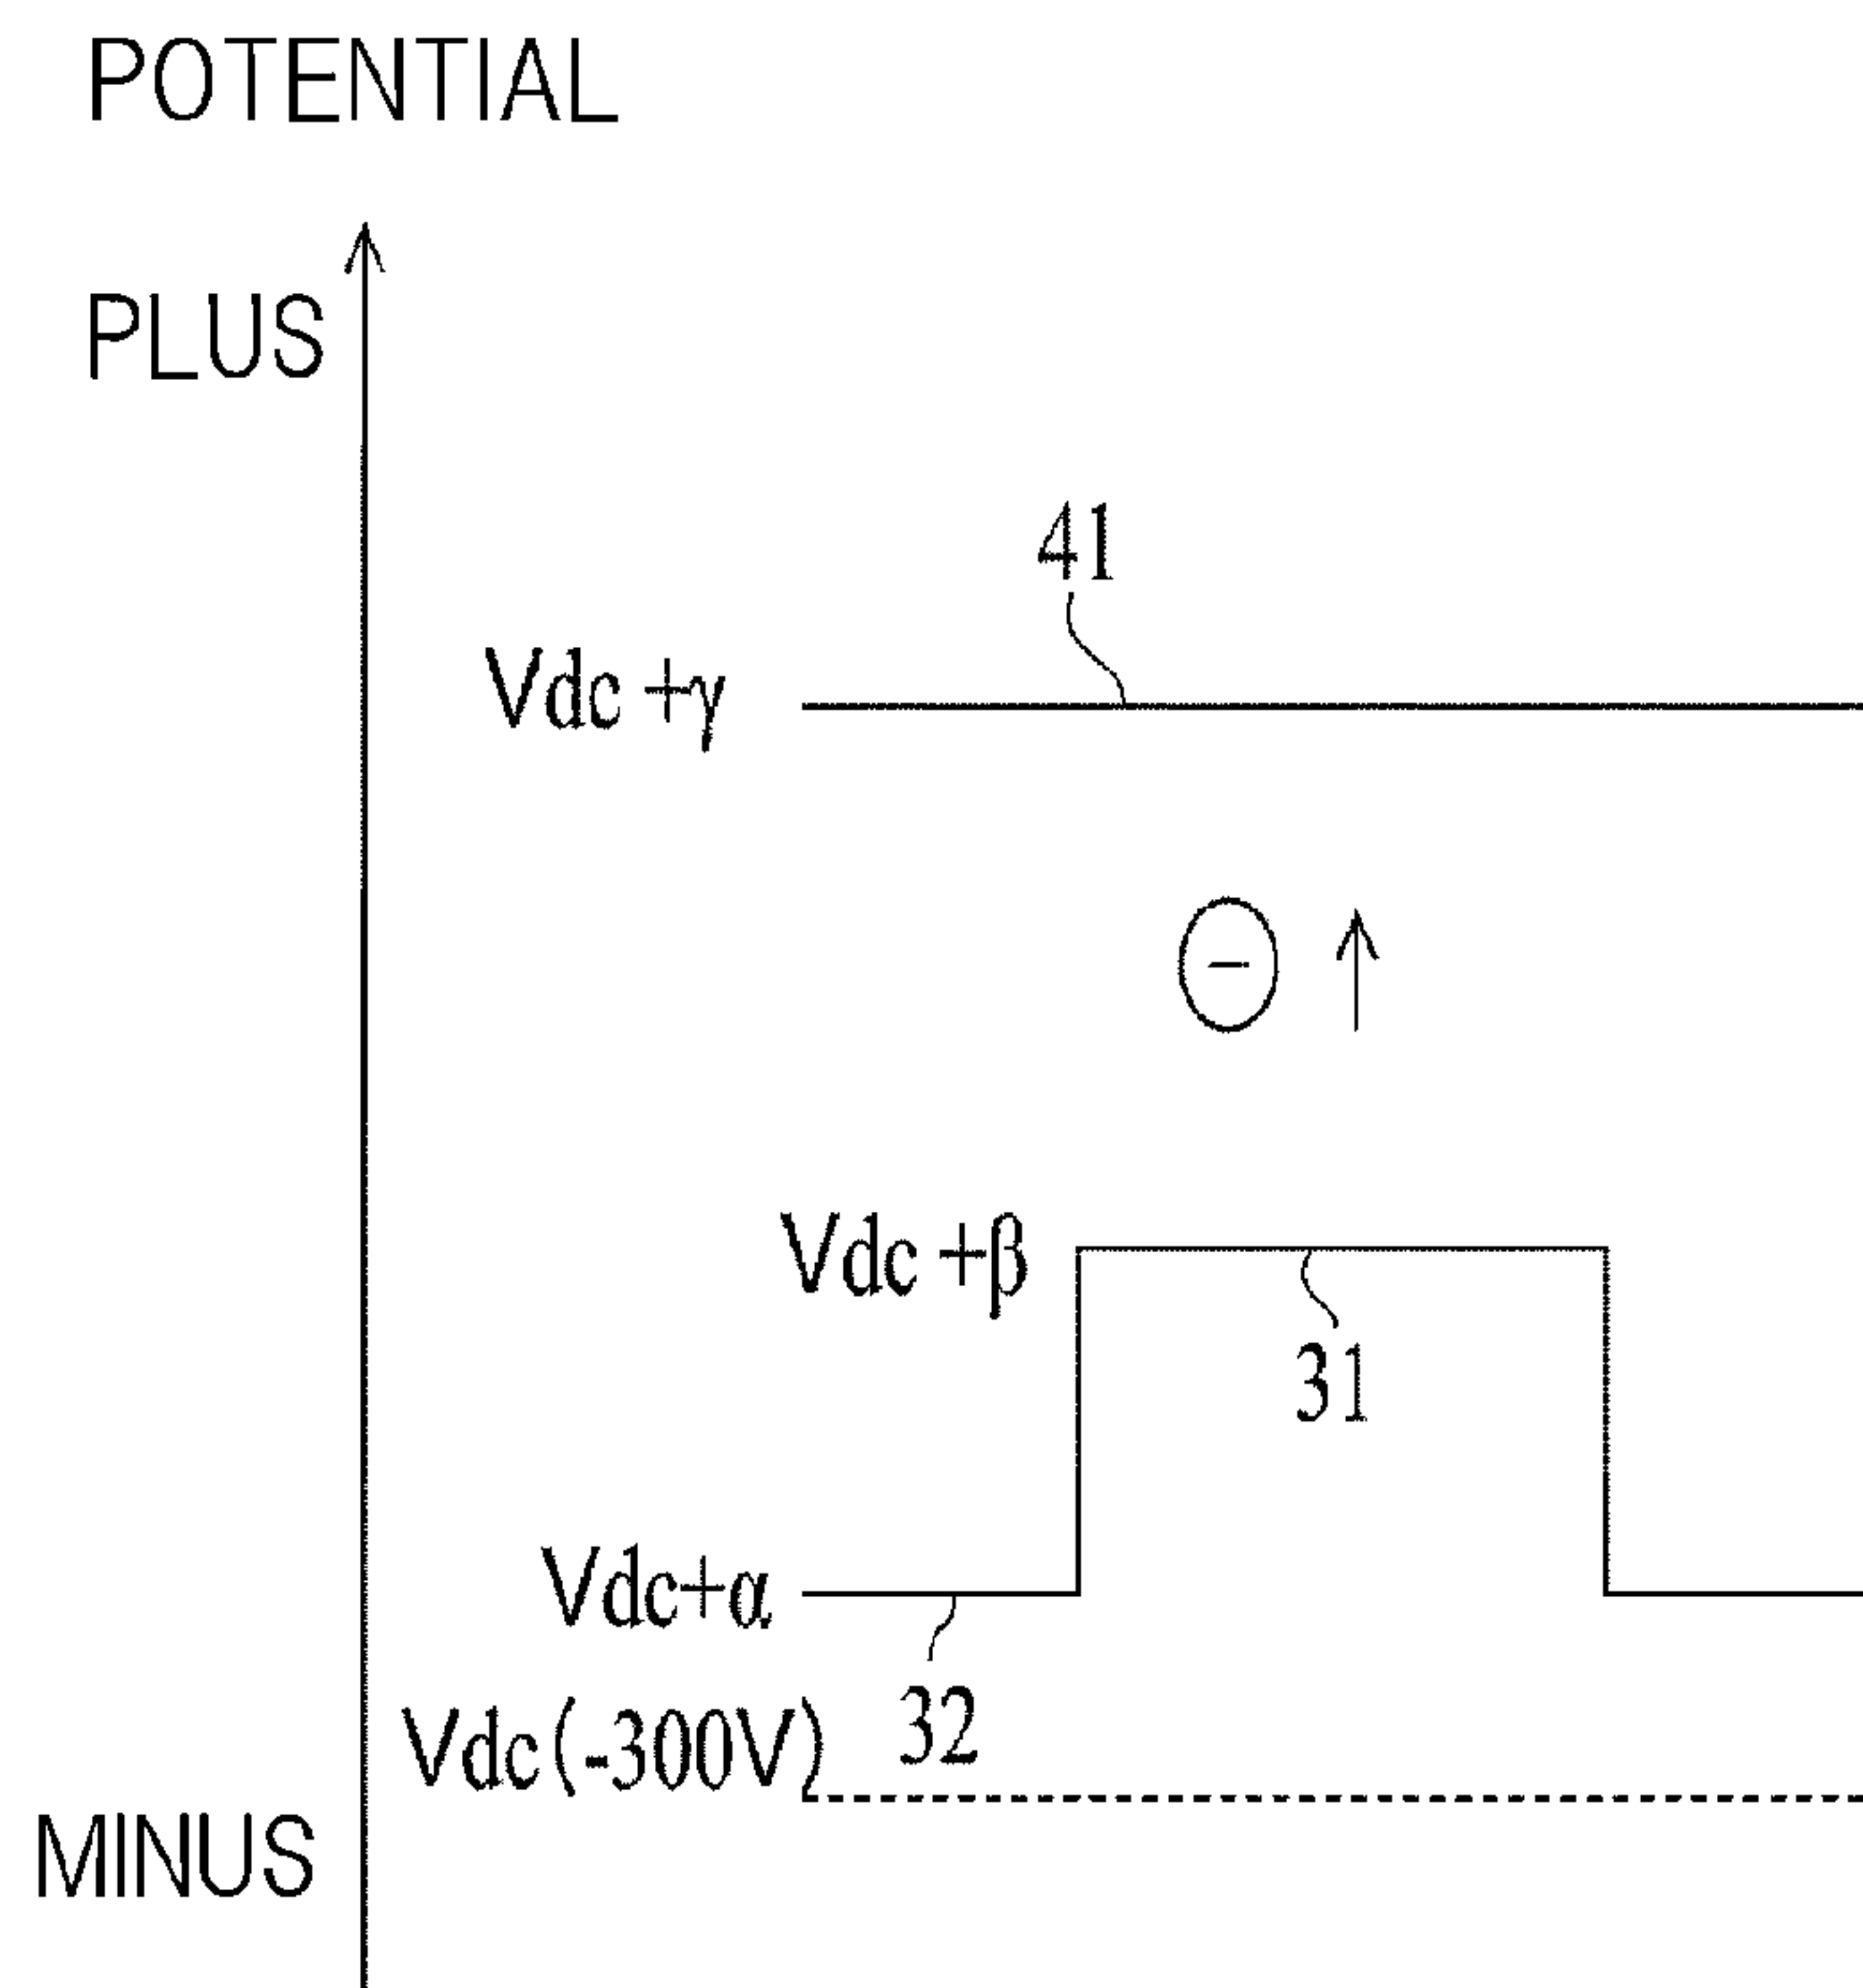 POTENTIAL
PLUS
41
Vdc +γ
−
Vdc +β
31
Vdc+α
32
Vdc (-300V)
MINUS